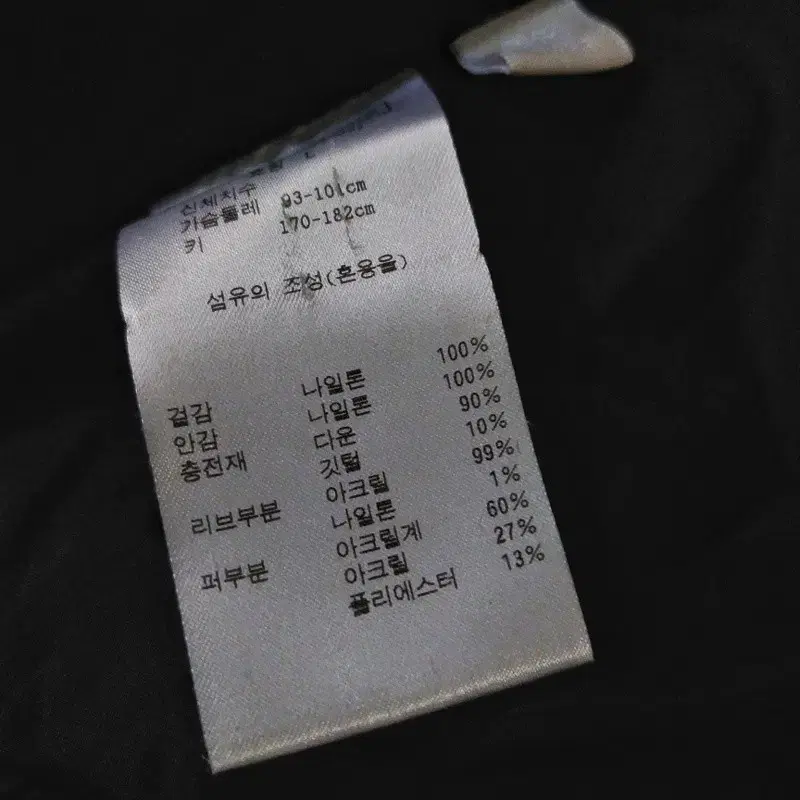 신체치수
가슴둘레 93-101cm
키 170-182cm
섬유의 조성(혼용율)
겉감 나일론 100%
안감 나일론 100%
충전재 다운 90%
깃털 10%
리브부분 아크릴 99%
나일론 1%
퍼부분 아크릴계 60%
아크릴 27%
폴리에스터 13%